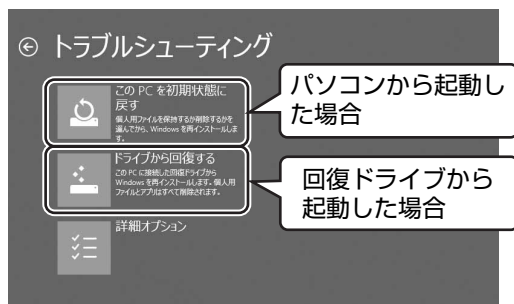 トラブルシューティング
この PC を初期状態に
戻す
個人用ファイルを保持するか削除するかを
選んでから、Windows を再インストールしま
す。
パソコンから起動し
た場合
ドライブから回復する
この PC に接続した回復ドライブから
Windows を再インストールします。個人用
ファイルとアプリはすべて削除されます。
回復ドライブから
起動した場合
詳細オプション